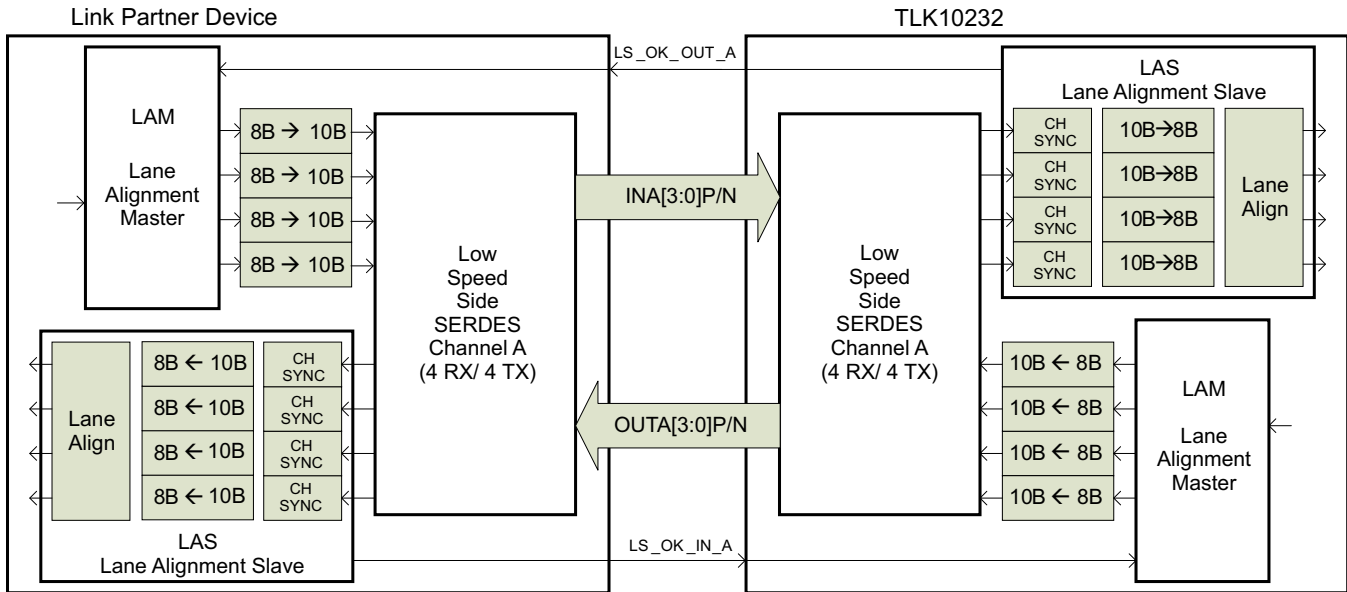 Link Partner Device
TLK10232
LS_OK_OUT_A
LAM
Lane
Alignment
Master
8B → 10B
8B → 10B
8B → 10B
8B → 10B
Low
Speed
Side
SERDES
Channel A
(4 RX/ 4 TX)
INA[3:0]P/N
Low
Speed
Side
SERDES
Channel A
(4 RX/ 4 TX)
LAS
Lane Alignment Slave
CH
SYNC
CH
SYNC
CH
SYNC
CH
SYNC
10B→8B
10B→8B
10B→8B
10B→8B
Lane
Align
Lane
Align
8B ← 10B
8B ← 10B
8B ← 10B
8B ← 10B
CH
SYNC
CH
SYNC
CH
SYNC
CH
SYNC
LAS
Lane Alignment Slave
OUTA[3:0]P/N
10B ← 8B
10B ← 8B
10B ← 8B
10B ← 8B
LAM
Lane
Alignment
Master
LS_OK_IN_A